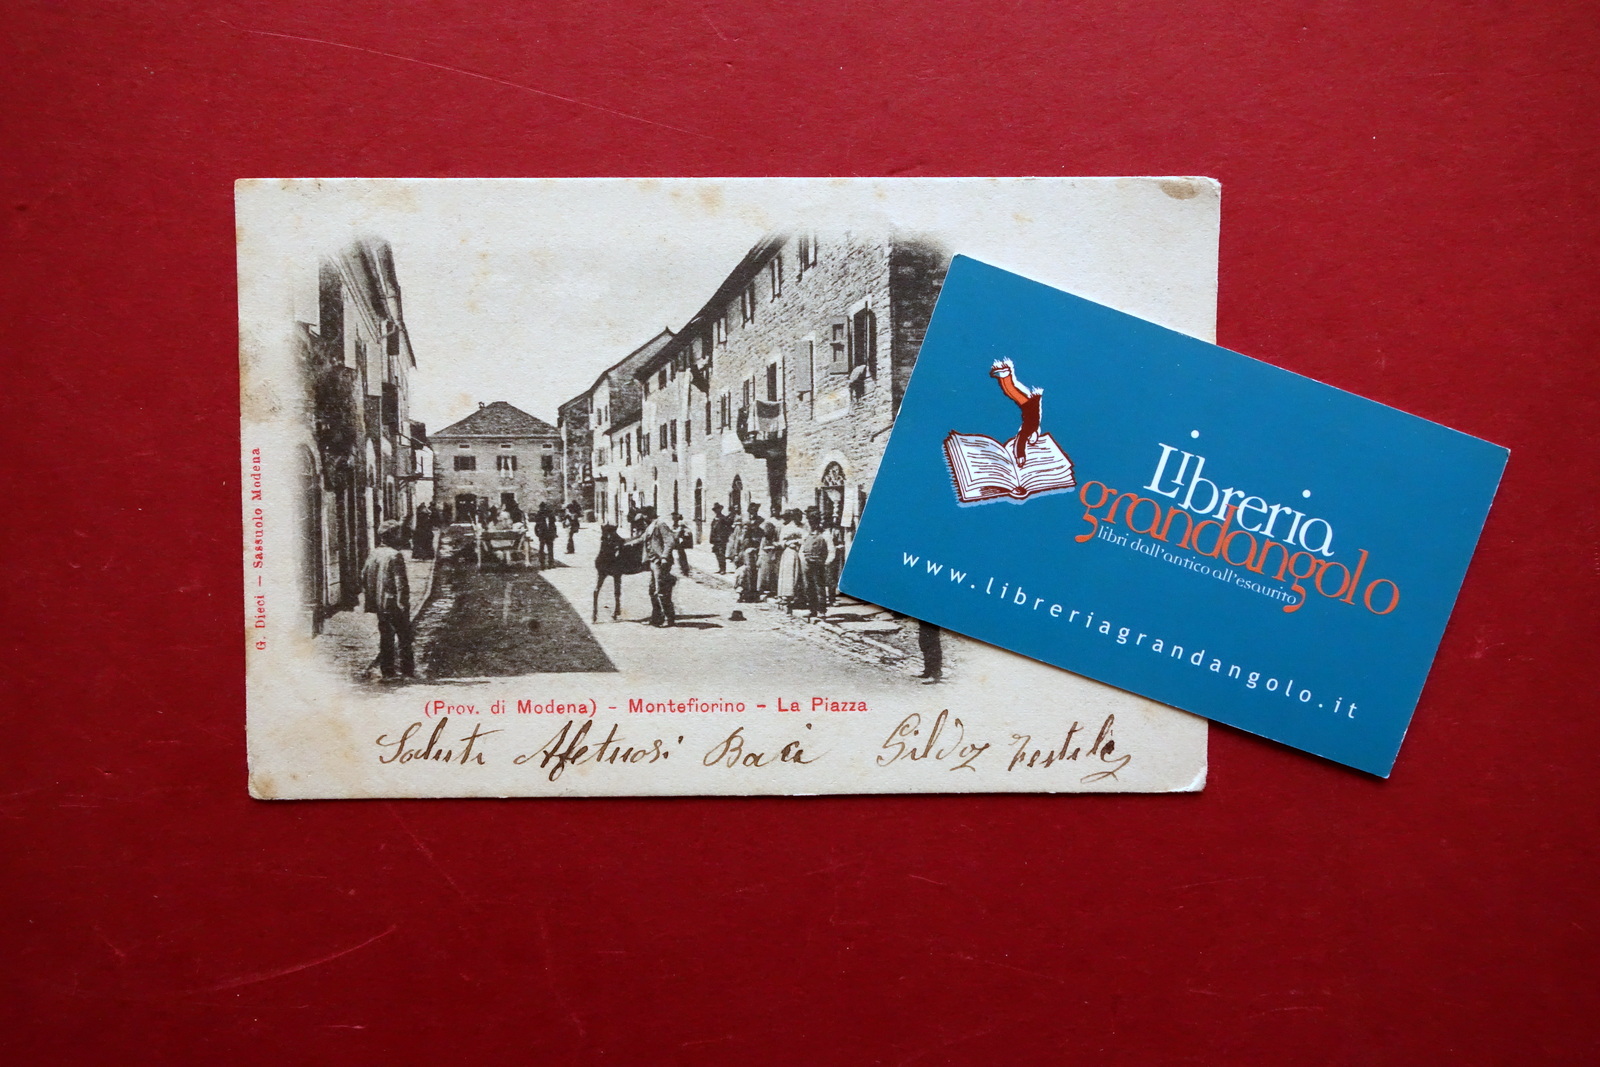 G. Dieci — Sassuolo Modena
(Prov. di Modena) - Montefiorino - La Piazza
Saluti Afetuosi Baci
Libreria
grandangolo
libri dall'antico all'esaurito
www.libreriagrandangolo.it